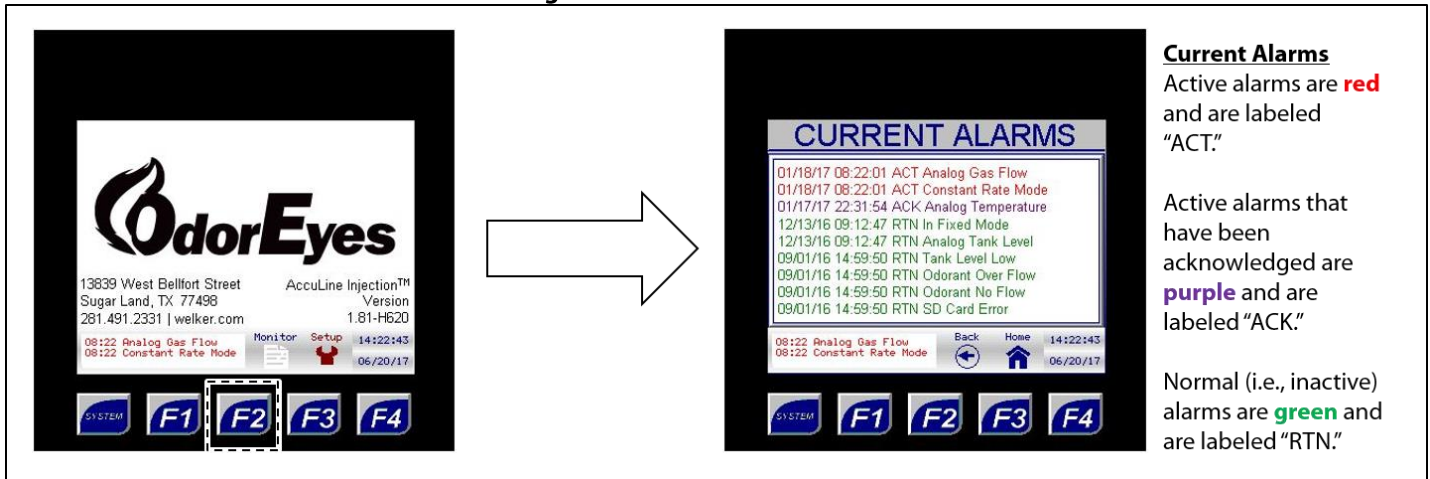 OdorEyes
13839 West Bellfort Street
Sugar Land, TX 77498
281.491.2331 | welker.com
AccuLine Injection™
Version
1.81-H620
08:22 Analog Gas Flow
08:22 Constant Rate Mode
Monitor
Setup
14:22:43
06/20/17
SYSTEM
F1
F2
F3
F4
CURRENT ALARMS
01/18/17 08:22:01 ACT Analog Gas Flow
01/18/17 08:22:01 ACT Constant Rate Mode
01/17/17 22:31:54 ACK Analog Temperature
12/13/16 09:12:47 RTN In Fixed Mode
12/13/16 09:12:47 RTN Analog Tank Level
09/01/16 14:59:50 RTN Tank Level Low
09/01/16 14:59:50 RTN Odorant Over Flow
09/01/16 14:59:50 RTN Odorant No Flow
09/01/16 14:59:50 RTN SD Card Error
08:22 Analog Gas Flow
08:22 Constant Rate Mode
Back
Home
14:22:43
06/20/17
SYSTEM
F1
F2
F3
F4
Current Alarms
Active alarms are red
and are labeled
“ACT.”
Active alarms that
have been
acknowledged are
purple and are
labeled “ACK.”
Normal (i.e., inactive)
alarms are green and
are labeled “RTN.”